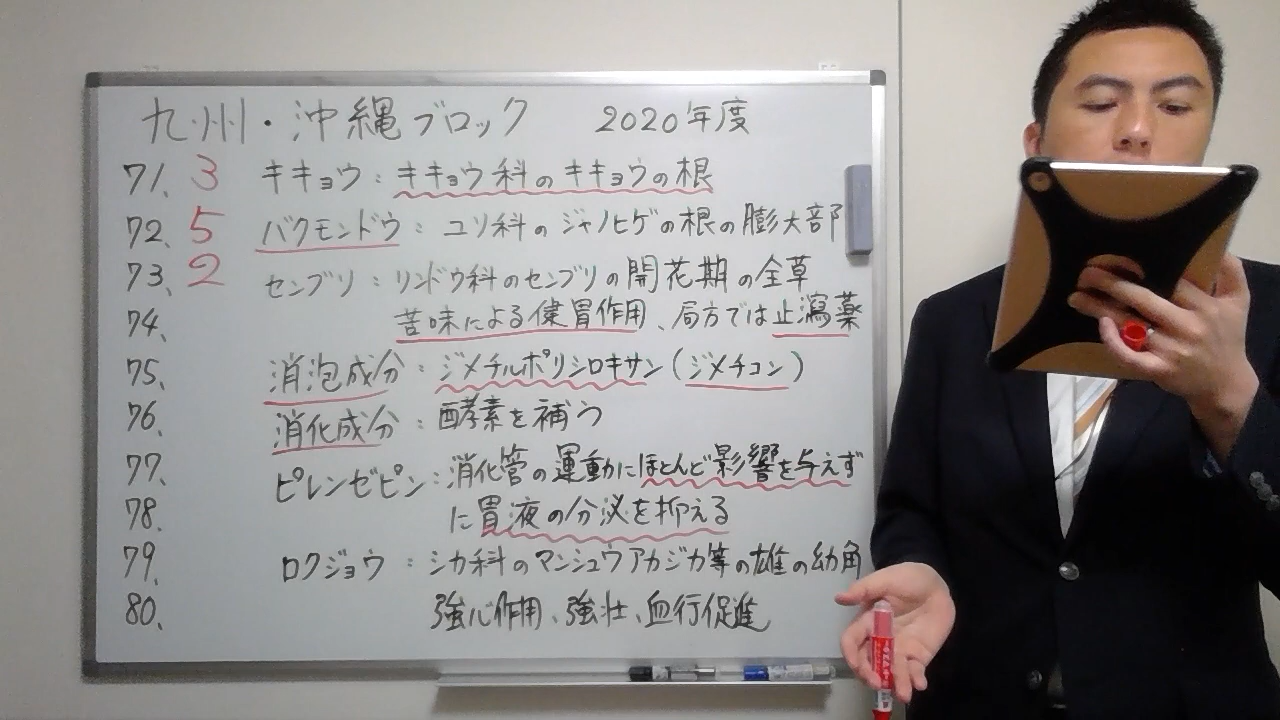 九州・沖縄ブロック 2020年度
71、3 キキョウ：キキョウ科のキキョウの根
72、5 バクモンドウ：ユリ科のジャノヒゲの根の膨大部
73、2 センブリ：リンドウ科のセンブリの開花期の全草
74、 苦味による健胃作用、局方では止瀉薬
75、 消泡成分：ジメチルポリシロキサン(ジメチコン)
76、 消化成分：酵素を補う
77、 ピレンゼピン：消化管の運動にほとんど影響を与えず
78、 に胃液の分泌を抑える
79、 ロクジョウ：シカ科のマンシュウアカジカ等の雄の幼角
80、 強心作用、強壮、血行促進